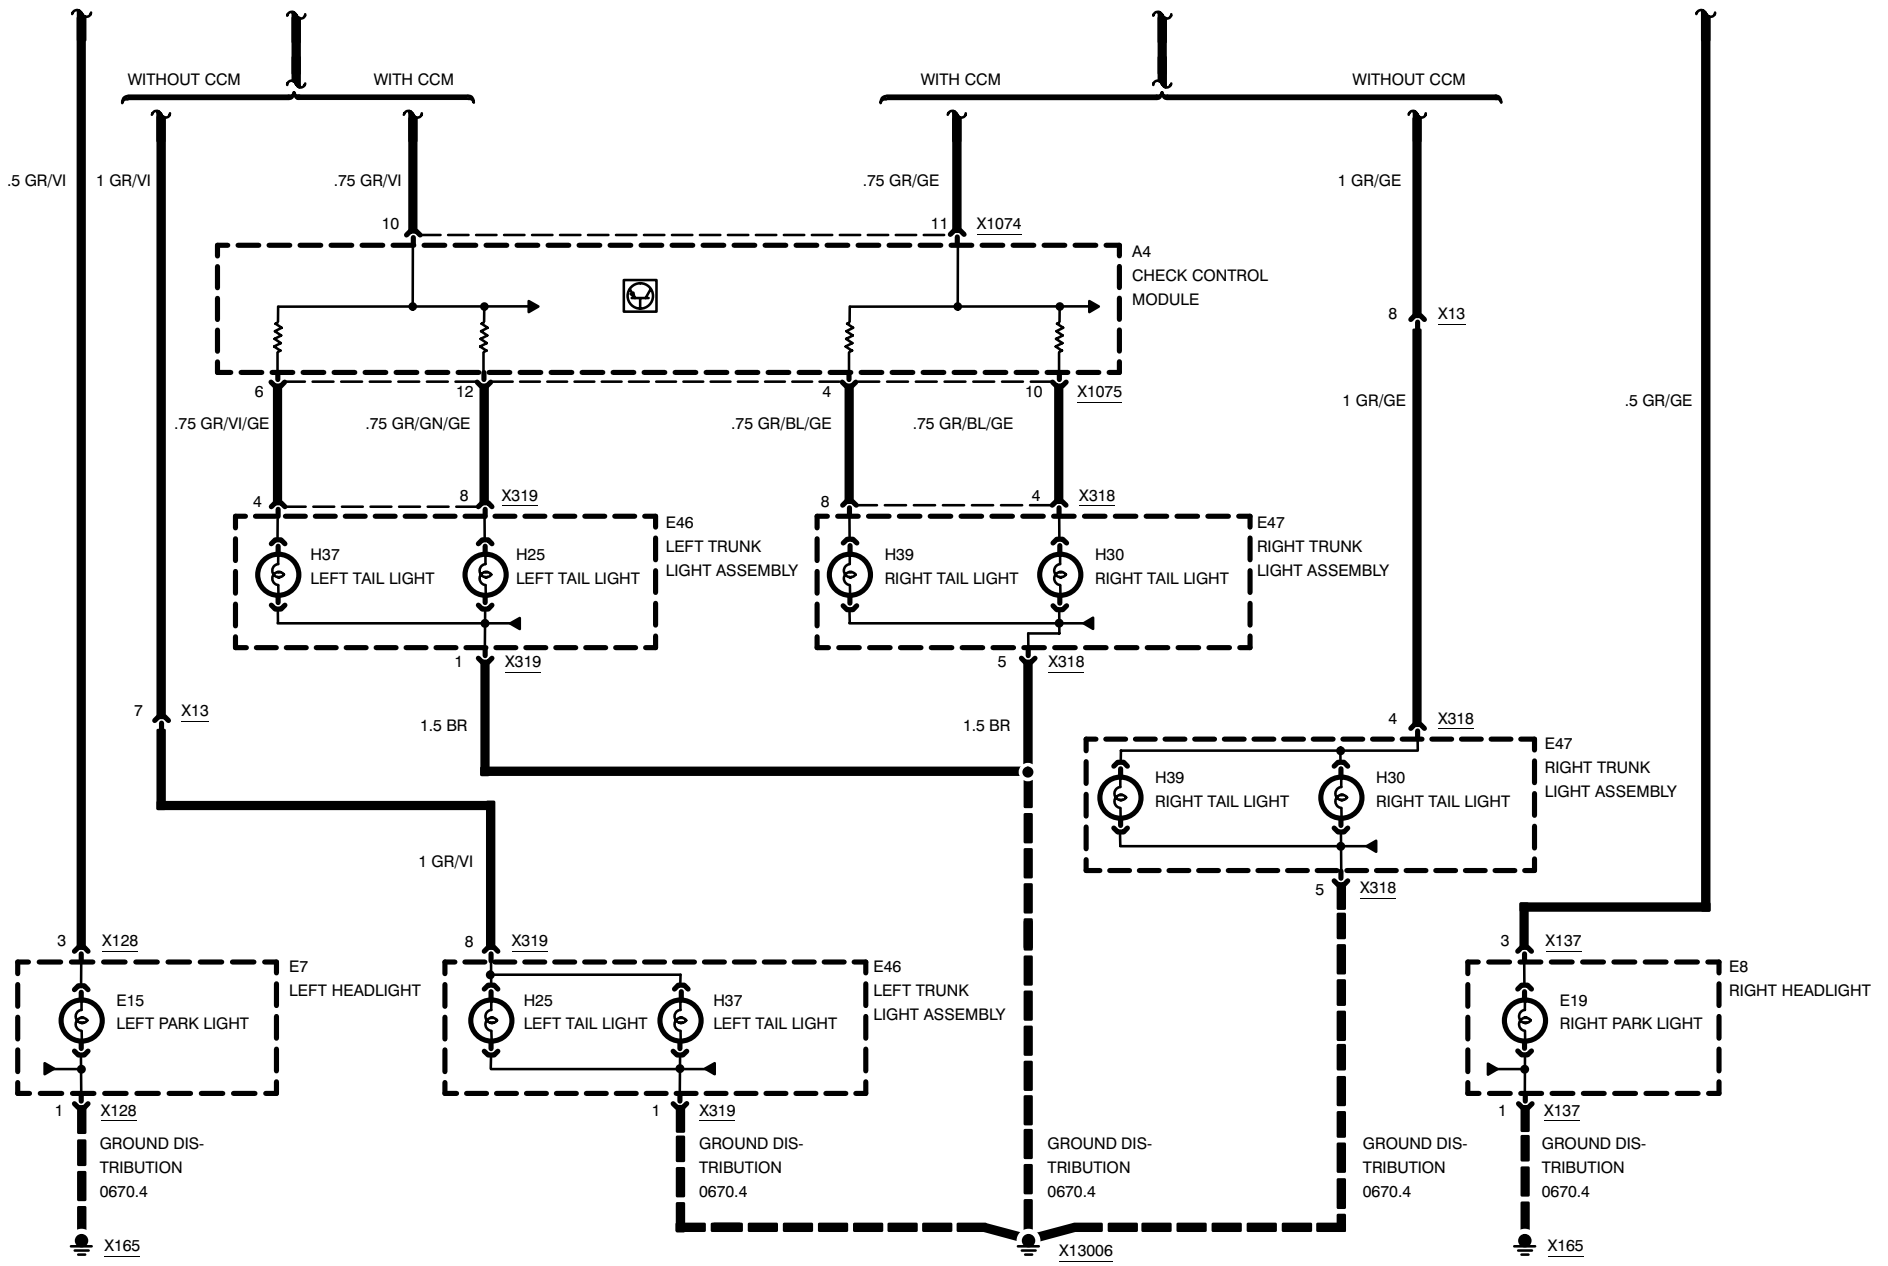 WITHOUT CCM
WITH CCM
WITH CCM
WITHOUT CCM
.5 GR/VI
1 GR/VI
.75 GR/VI
.75 GR/GE
1 GR/GE
10
11
X1074
A4
CHECK CONTROL
MODULE
8
X13
6
12
4
10
X1075
1 GR/GE
.5 GR/GE
.75 GR/VI/GE
.75 GR/GN/GE
.75 GR/BL/GE
.75 GR/BL/GE
4
8
X319
8
4
X318
E46
LEFT TRUNK
LIGHT ASSEMBLY
H37
LEFT TAIL LIGHT
H25
LEFT TAIL LIGHT
H39
RIGHT TAIL LIGHT
H30
RIGHT TAIL LIGHT
E47
RIGHT TRUNK
LIGHT ASSEMBLY
1
X319
5
X318
7
X13
1.5 BR
1.5 BR
4
X318
E47
RIGHT TRUNK
LIGHT ASSEMBLY
H39
RIGHT TAIL LIGHT
H30
RIGHT TAIL LIGHT
1 GR/VI
5
X318
3
X128
8
X319
3
X137
E7
LEFT HEADLIGHT
E15
LEFT PARK LIGHT
H25
LEFT TAIL LIGHT
H37
LEFT TAIL LIGHT
E46
LEFT TRUNK
LIGHT ASSEMBLY
E19
RIGHT PARK LIGHT
E8
RIGHT HEADLIGHT
1
X128
1
X319
1
X137
GROUND DIS-
TRIBUTION
0670.4
GROUND DIS-
TRIBUTION
0670.4
GROUND DIS-
TRIBUTION
0670.4
GROUND DIS-
TRIBUTION
0670.4
GROUND DIS-
TRIBUTION
0670.4
X165
X13006
X165